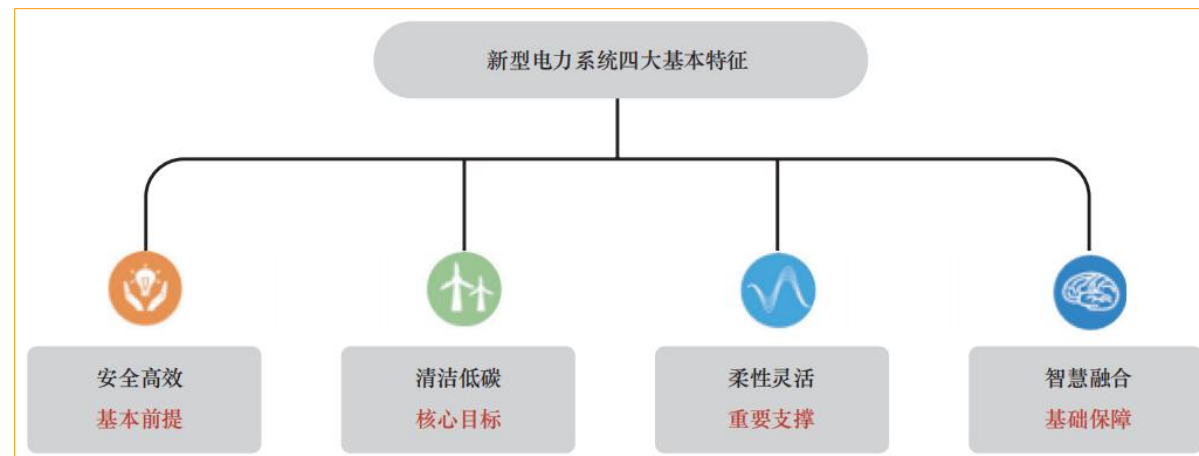 新型电力系统四大基本特征
安全高效
基本前提
清洁低碳
核心目标
柔性灵活
重要支撑
智慧融合
基础保障